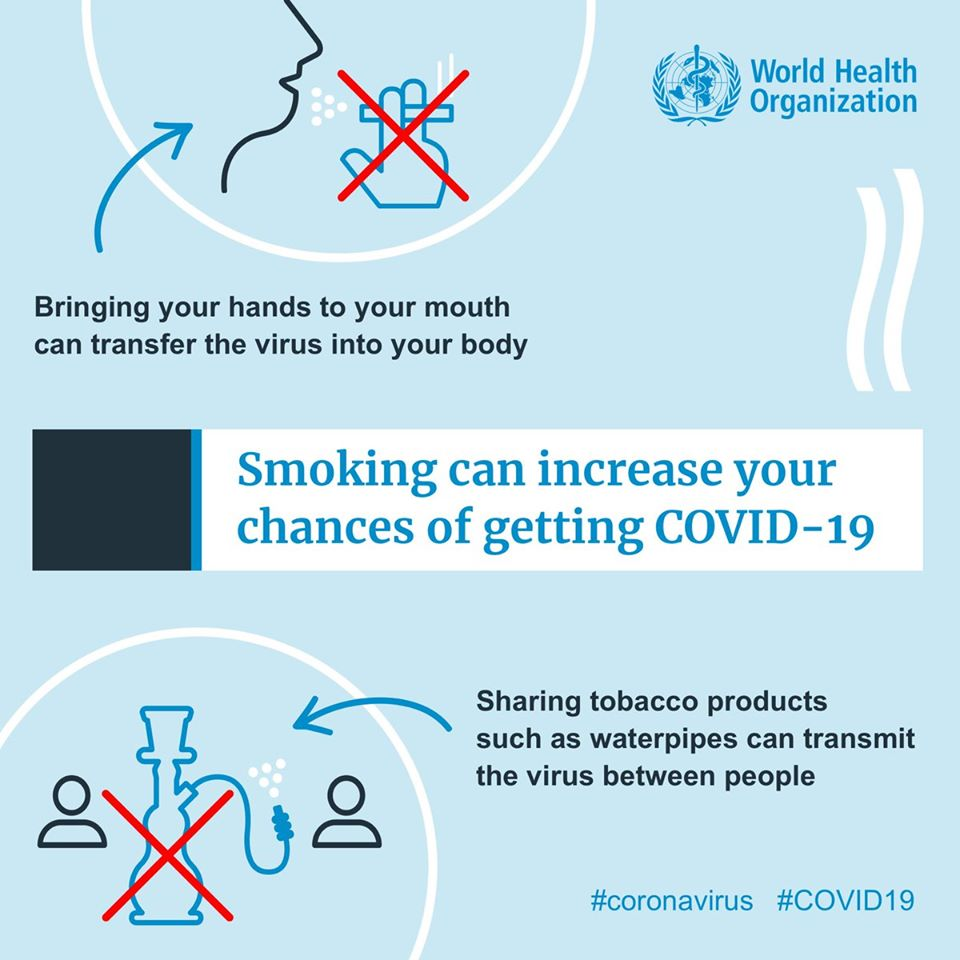 World Health
Organization
Bringing your hands to your mouth
can transfer the virus into your body
Smoking can increase your
chances of getting COVID-19
Sharing tobacco products
such as waterpipes can transmit
the virus between people
#coronavirus #COVID19